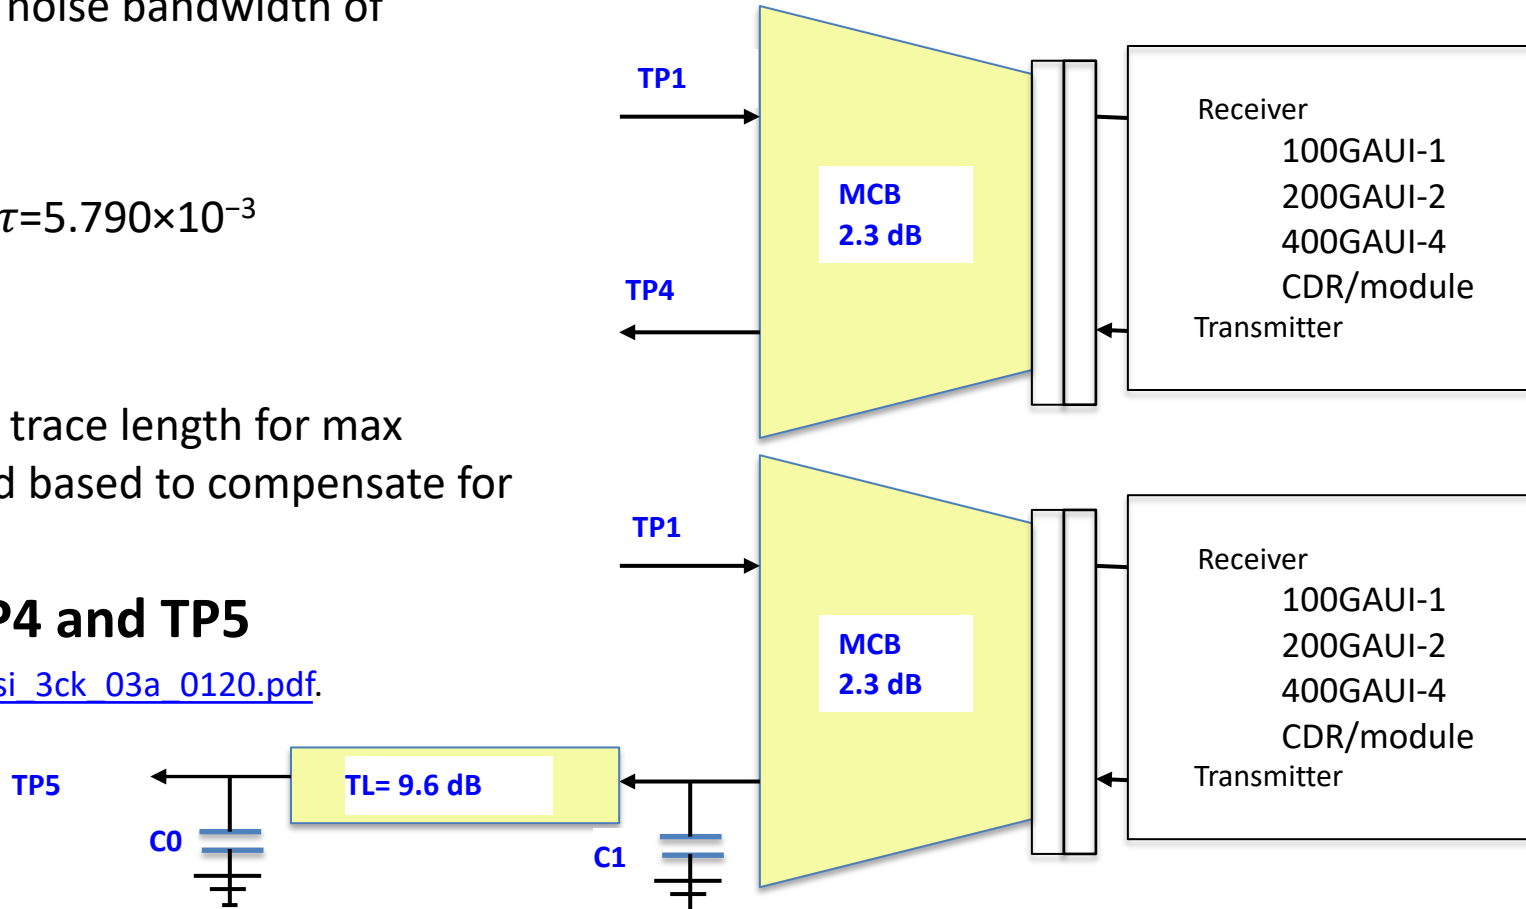 noise bandwidth of
τ=5.790×10⁻³
trace length for max
d based to compensate for
P4 and TP5
si_3ck_03a_0120.pdf.
TP1
TP4
MCB
2.3 dB
Receiver
100GAUI-1
200GAUI-2
400GAUI-4
CDR/module
Transmitter
TP1
MCB
2.3 dB
Receiver
100GAUI-1
200GAUI-2
400GAUI-4
CDR/module
Transmitter
TP5
TL= 9.6 dB
C0
C1